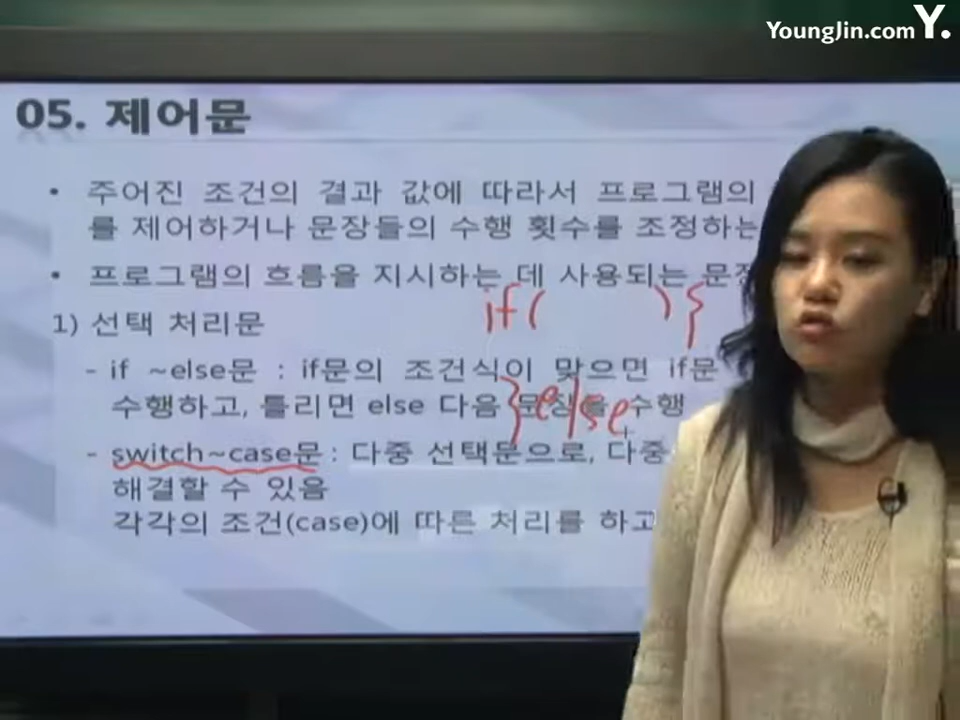 YoungJin.com Y.
05. 제어문
• 주어진 조건의 결과 값에 따라서 프로그램의
를 제어하거나 문장들의 수행 횟수를 조정하는
• 프로그램의 흐름을 지시하는 데 사용되는 문장
if( ) {
1) 선택 처리문
- if ~else문 : if문의 조건식이 맞으면 if문
수행하고, 틀리면 else 다음 문장을 수행
} else
- switch~case문 : 다중 선택문으로, 다중
해결할 수 있음
각각의 조건(case)에 따른 처리를 하고